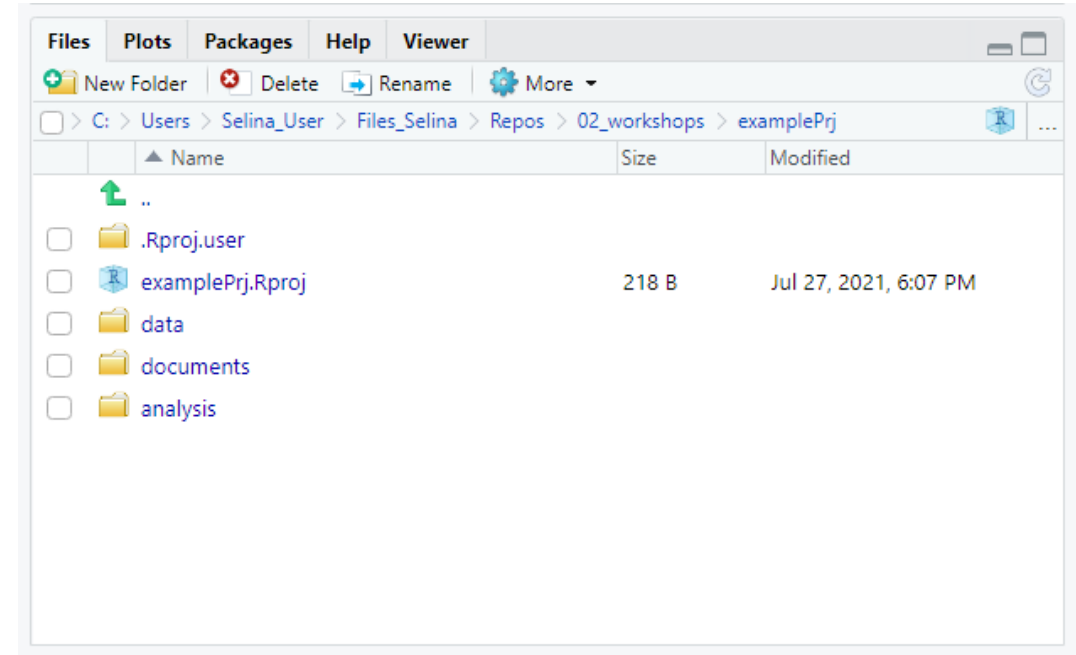 Files Plots Packages Help Viewer
New Folder Delete Rename More
C: > Users > Selina_User > Files_Selina > Repos > 02_workshops > examplePrj R ...
Name Size Modified
..
.Rproj.user
R examplePrj.Rproj 218 B Jul 27, 2021, 6:07 PM
data
documents
analysis